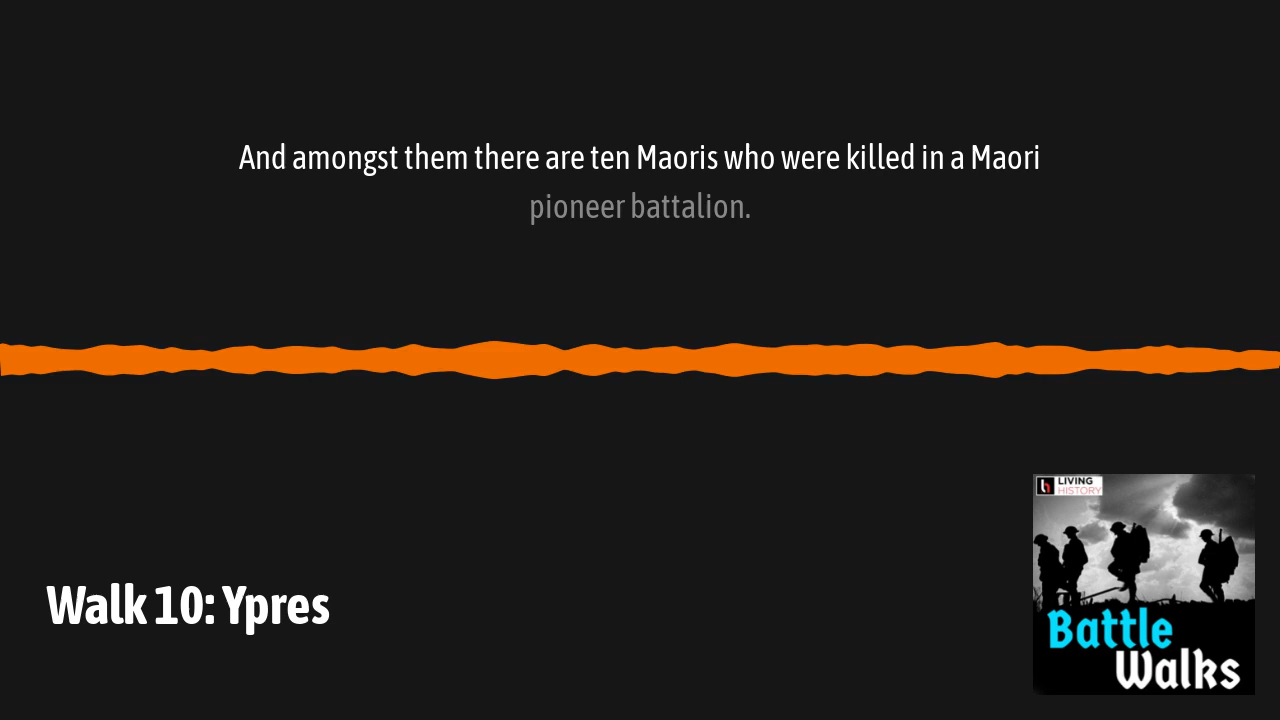 And amongst them there are ten Maoris who were killed in a Maori
pioneer battalion.
LIVING
HISTORY
Battle
Walks
Walk 10: Ypres